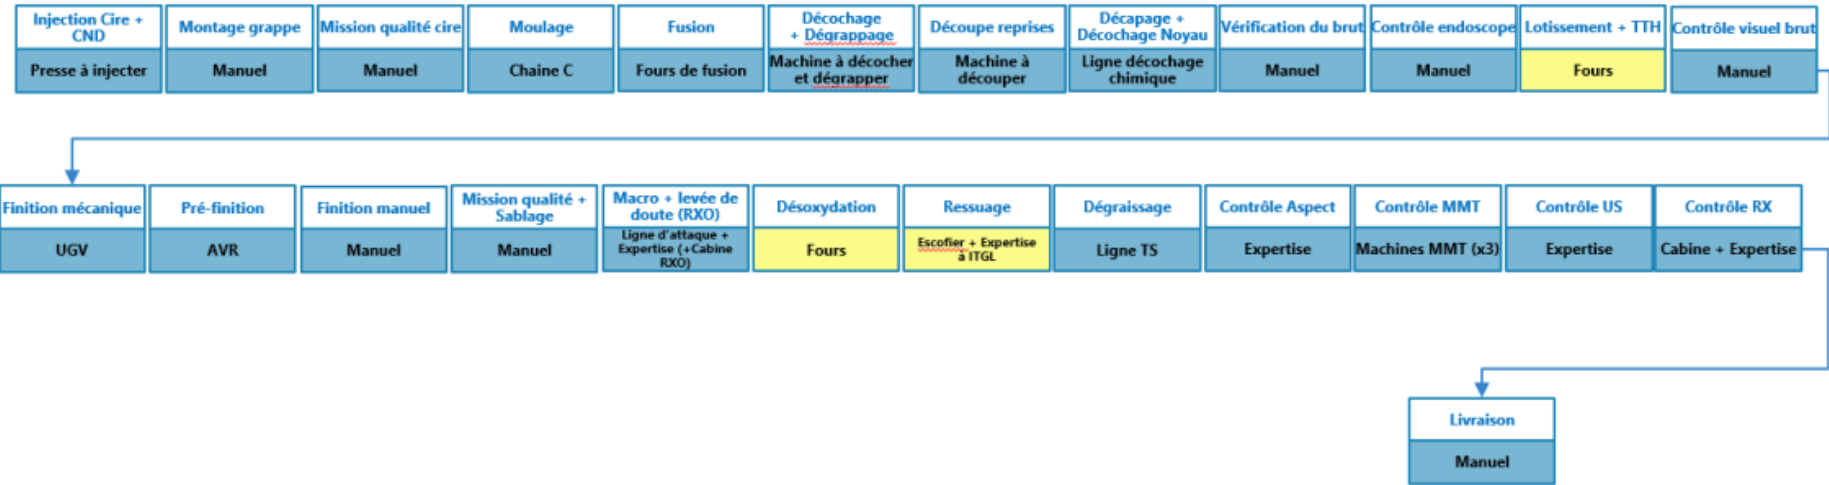 Injection Cire +
CND
Presse à injecter
Montage grappe
Manuel
Mission qualité cire
Manuel
Moulage
Chaine C
Fusion
Fours de fusion
Décochage
+ Dégrappage
Machine à décocher
et dégrapper
Découpe reprises
Machine à
découper
Décapage +
Décochage Noyau
Ligne décochage
chimique
Vérification du brut
Manuel
Contrôle endoscope
Manuel
Lotissement + TTH
Fours
Contrôle visuel brut
Manuel
Finition mécanique
UGV
Pré-finition
AVR
Finition manuel
Manuel
Mission qualité +
Sablage
Manuel
Macro + levée de
doute (RXO)
Ligne d'attaque +
Expertise (+Cabine
RXO)
Désoxydation
Fours
Ressuage
Escofier + Expertise
à ITGL
Dégraissage
Ligne TS
Contrôle Aspect
Expertise
Contrôle MMT
Machines MMT (x3)
Contrôle US
Expertise
Contrôle RX
Cabine + Expertise
Livraison
Manuel